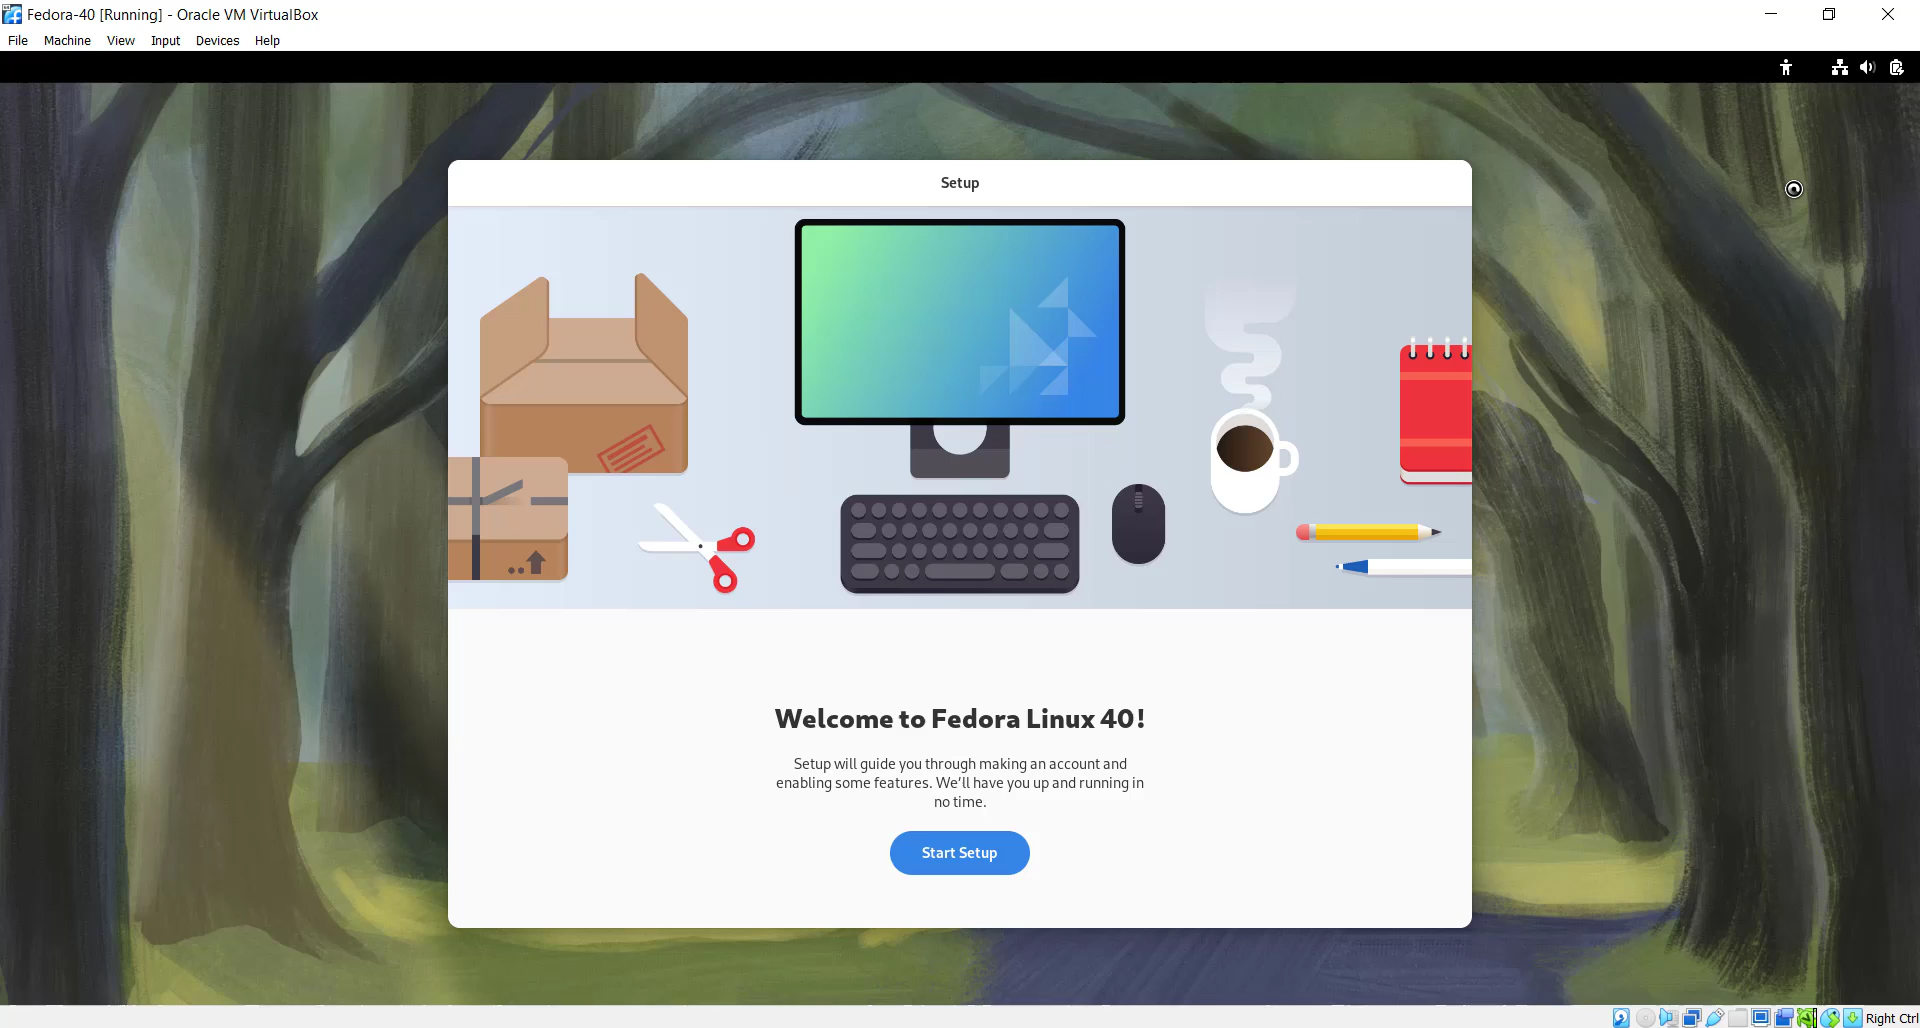 Fedora-40 [Running] - Oracle VM VirtualBox
File Machine View Input Devices Help
Setup
Welcome to Fedora Linux 40!
Setup will guide you through making an account and
enabling some features. We'll have you up and running in
no time.
Start Setup
Right Ctrl